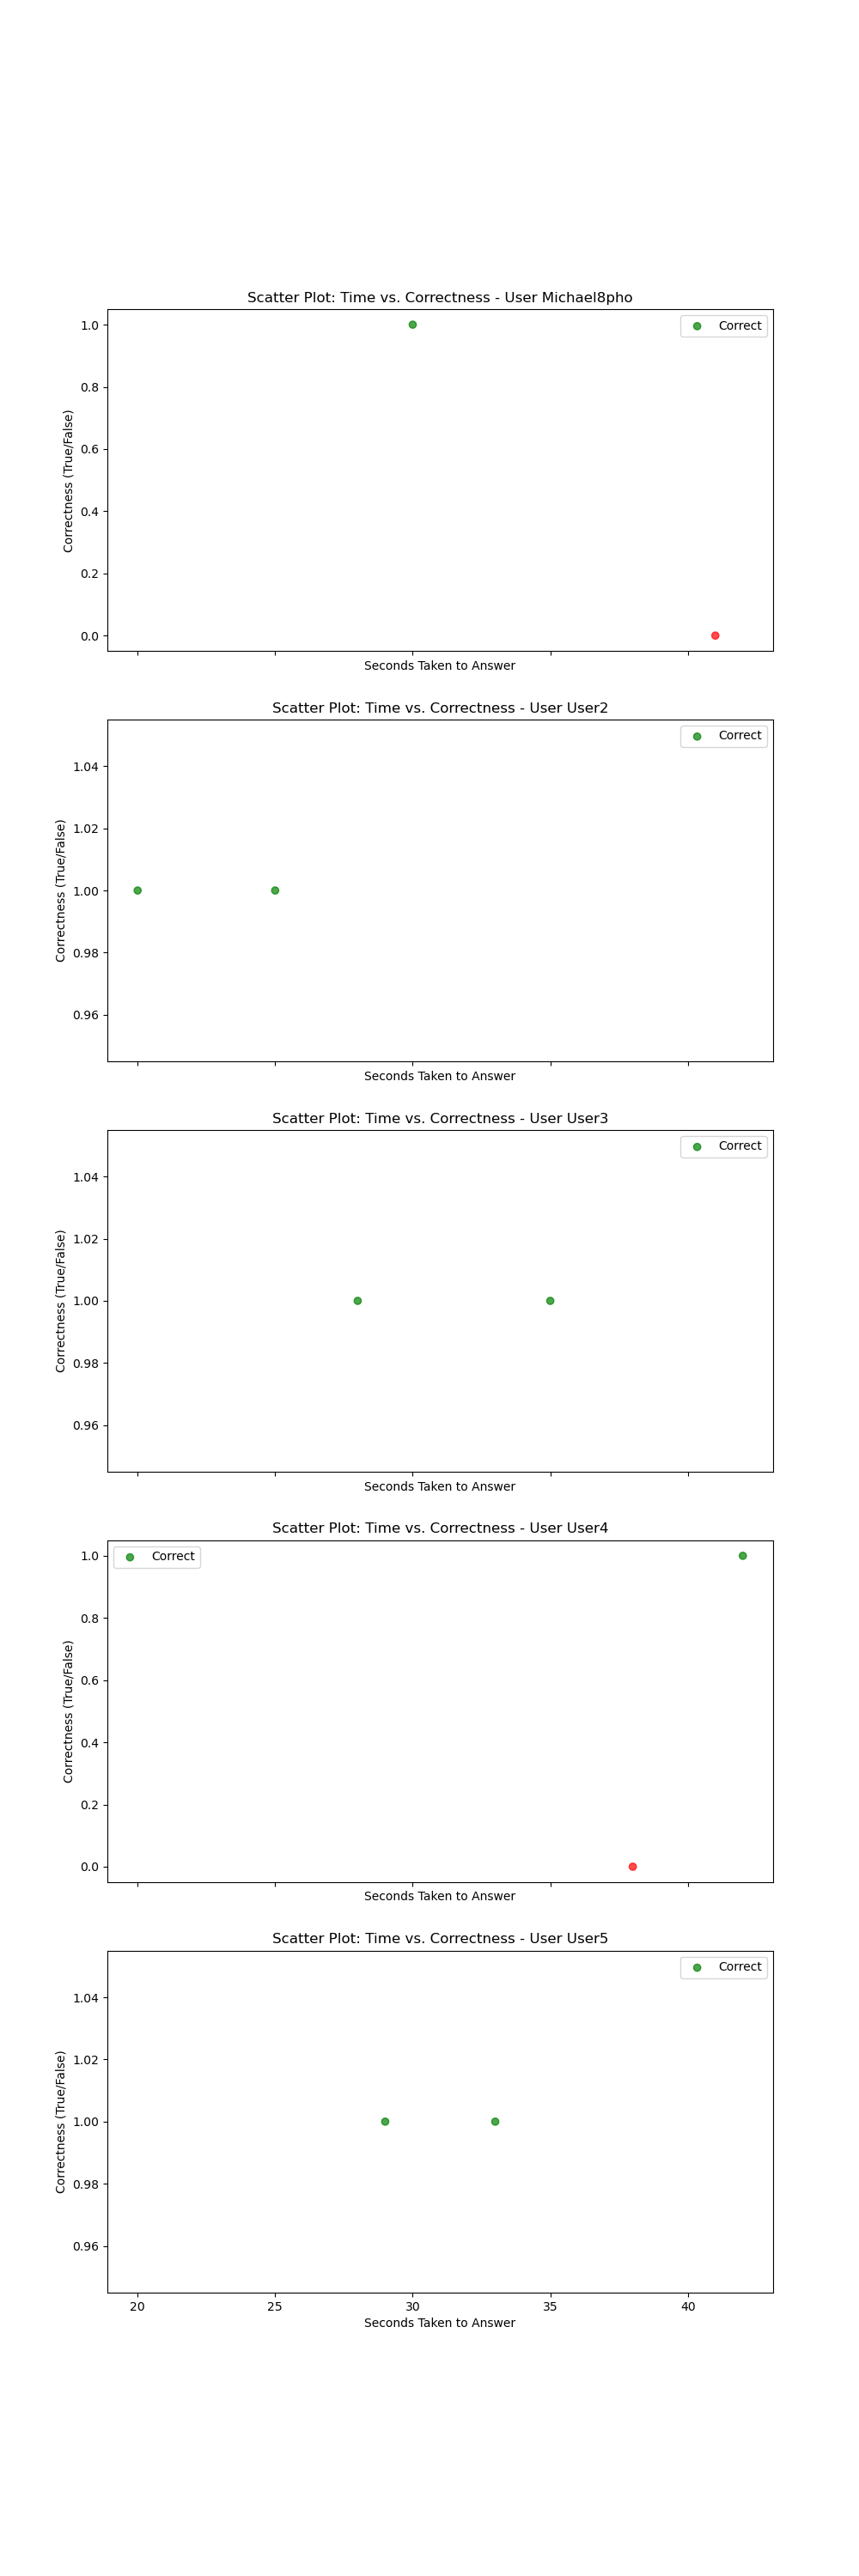 Scatter Plot: Time vs. Correctness - User Michael8pho
Correct
1.0
0.8
0.6
0.4
0.2
0.0
Correctness (True/False)
Seconds Taken to Answer
Scatter Plot: Time vs. Correctness - User User2
Correct
1.04
1.02
1.00
0.98
0.96
Correctness (True/False)
Seconds Taken to Answer
Scatter Plot: Time vs. Correctness - User User3
Correct
1.04
1.02
1.00
0.98
0.96
Correctness (True/False)
Seconds Taken to Answer
Scatter Plot: Time vs. Correctness - User User4
Correct
1.0
0.8
0.6
0.4
0.2
0.0
Correctness (True/False)
Seconds Taken to Answer
Scatter Plot: Time vs. Correctness - User User5
Correct
1.04
1.02
1.00
0.98
0.96
Correctness (True/False)
20 25 30 35 40
Seconds Taken to Answer